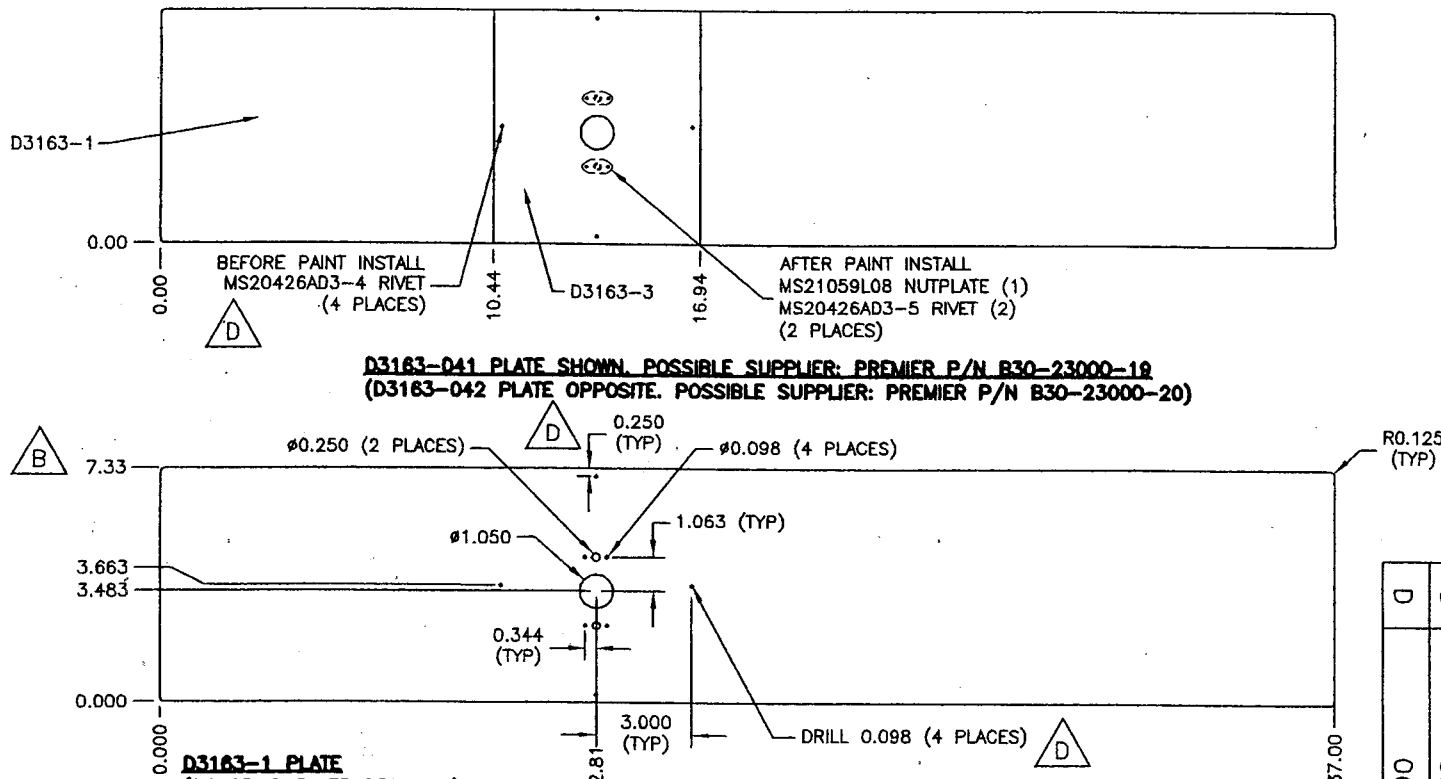 D3163-1
0.00
0.00
BEFORE PAINT INSTALL
MS20426AD3-4 RIVET
(4 PLACES)
D
10.44
D3163-3
16.94
AFTER PAINT INSTALL
MS21059L08 NUTPLATE (1)
MS20426AD3-5 RIVET (2)
(2 PLACES)
D3163-041 PLATE SHOWN. POSSIBLE SUPPLIER: PREMIER P/N B30-23000-19
(D3163-042 PLATE OPPOSITE. POSSIBLE SUPPLIER: PREMIER P/N B30-23000-20)
B
7.33
ø0.250 (2 PLACES)
D
0.250
(TYP)
ø0.098 (4 PLACES)
R0.125
(TYP)
ø1.050
1.063 (TYP)
3.663
3.483
0.344
(TYP)
0.000
0.000
3.000
(TYP)
DRILL 0.098 (4 PLACES)
D
2.81
37.00
D3163-1 PLATE
D